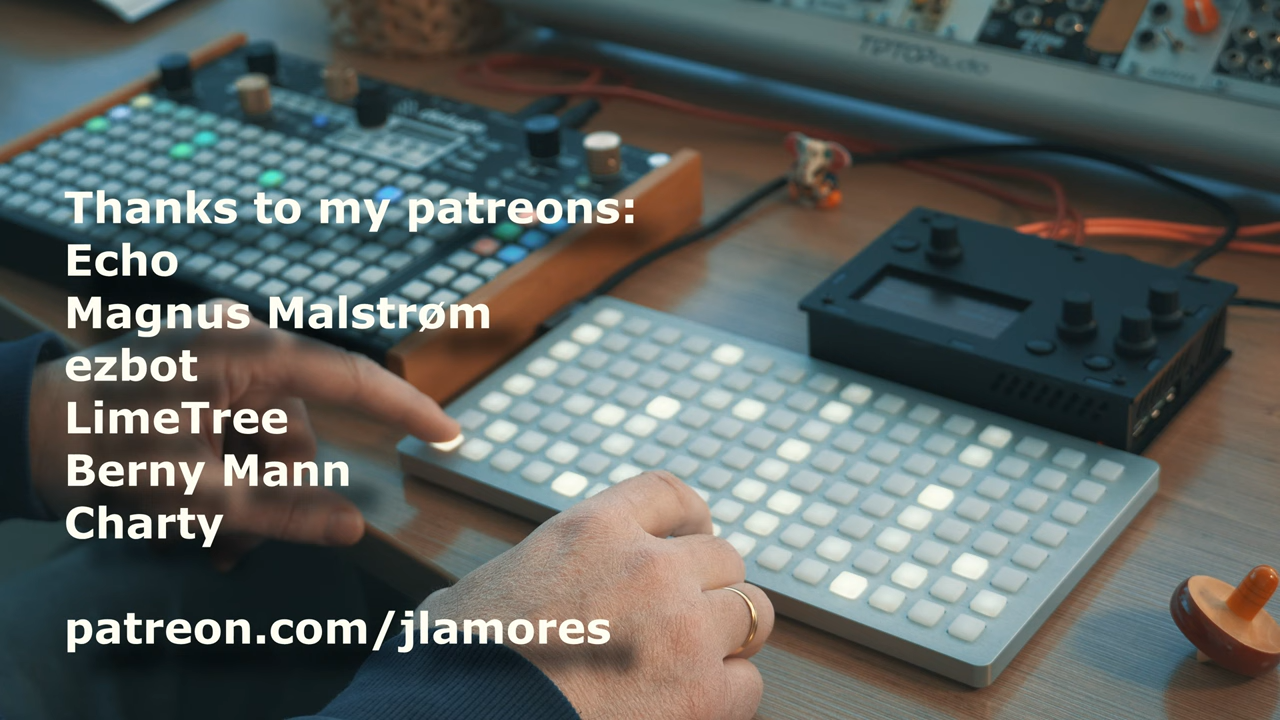 Thanks to my patreons:
Echo
Magnus Malstrøm
ezbot
LimeTree
Berny Mann
Charty
patreon.com/jlamores